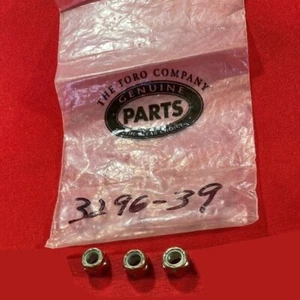 THE TORO COMPANY
GENUINE
PARTS
3296-39